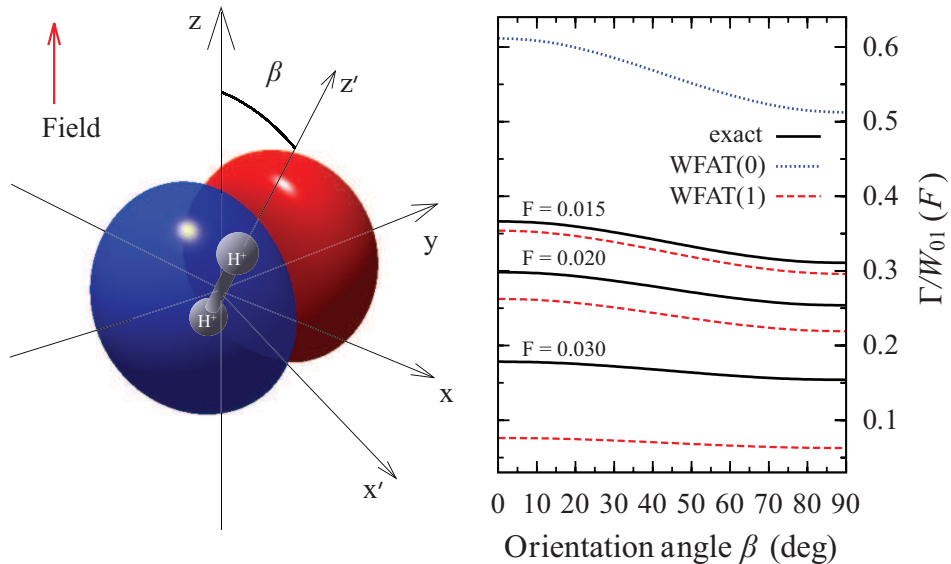 Field
z
β
z′
y
x
x′
H⁺
H⁺
exact
WFAT(0)
WFAT(1)
F = 0.015
F = 0.020
F = 0.030
0.6
0.5
0.4
0.3
0.2
0.1
Γ/W₀₁ (F)
0 10 20 30 40 50 60 70 80 90
Orientation angle β (deg)